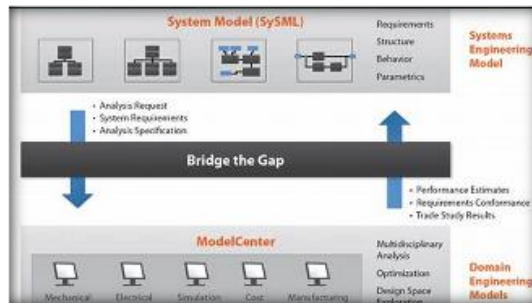 System Model (SySML)
Requirements
Structure
Behavior
Parametrics
Systems
Engineering
Model
• Analysis Request
• System Requirements
• Analysis Specification
Bridge the Gap
• Performance Estimates
• Requirements Conformance
• Trade Study Results
ModelCenter
Mechanical
Electrical
Simulation
Cost
Manufacturing
Multidisciplinary
Analysis
Optimization
Design Space
Domain
Engineering
Models